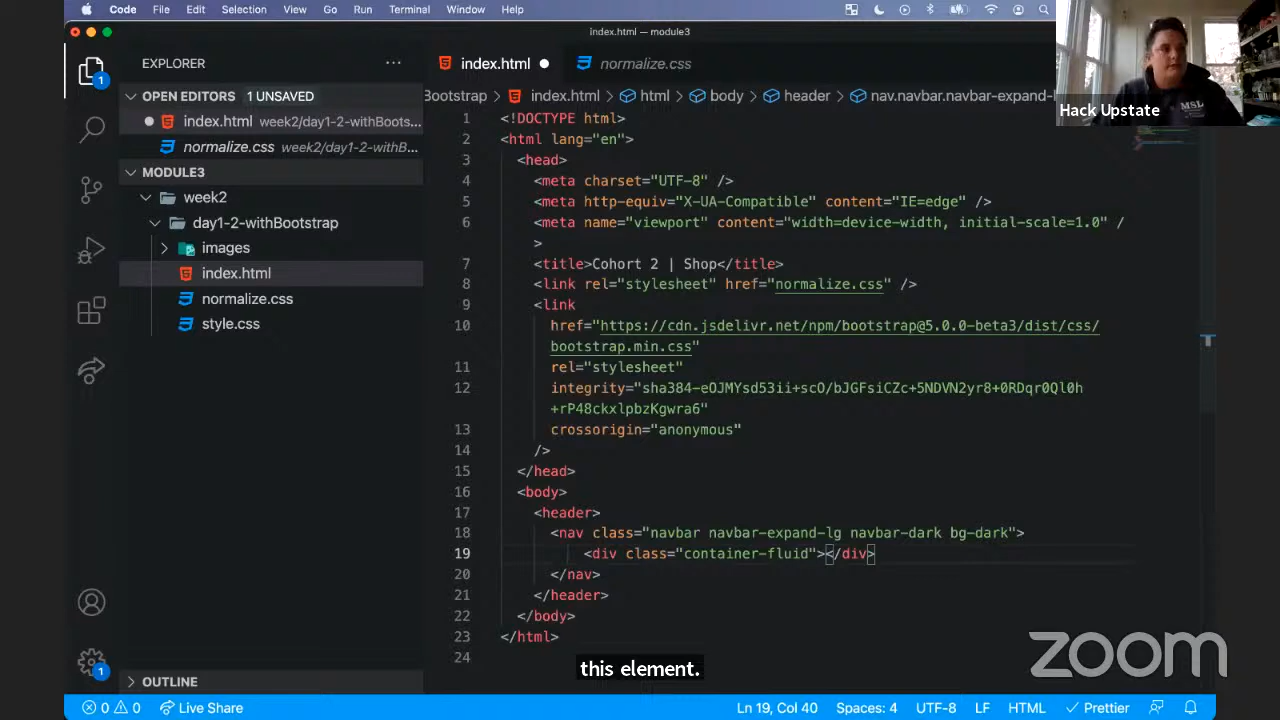 Code File Edit Selection View Go Run Terminal Window Help
index.html — module3
EXPLORER
OPEN EDITORS 1 UNSAVED
index.html week2/day1-2-withBoots...
normalize.css week2/day1-2-withB...
MODULE3
week2
day1-2-withBootstrap
images
index.html
normalize.css
style.css
OUTLINE
index.html normalize.css
Bootstrap > index.html > html > body > header > nav.navbar.navbar-expand-l
1 <!DOCTYPE html>
2 <html lang="en">
3 <head>
4 <meta charset="UTF-8" />
5 <meta http-equiv="X-UA-Compatible" content="IE=edge" />
6 <meta name="viewport" content="width=device-width, initial-scale=1.0" /
>
7 <title>Cohort 2 | Shop</title>
8 <link rel="stylesheet" href="normalize.css" />
9 <link
10 href="https://cdn.jsdelivr.net/npm/bootstrap@5.0.0-beta3/dist/css/
bootstrap.min.css"
11 rel="stylesheet"
12 integrity="sha384-eOJMYsd53ii+scO/bJGFsiCZc+5NDVN2yr8+0RDqr0Ql0h
+rP48ckxlpbzKgwra6"
13 crossorigin="anonymous"
14 />
15 </head>
16 <body>
17 <header>
18 <nav class="navbar navbar-expand-lg navbar-dark bg-dark">
19 <div class="container-fluid"></div>
20 </nav>
21 </header>
22 </body>
23 </html>
24
Hack Upstate
MSL
this element.
zoom
1
1
0 0 Live Share Ln 19, Col 40 Spaces: 4 UTF-8 LF HTML Prettier